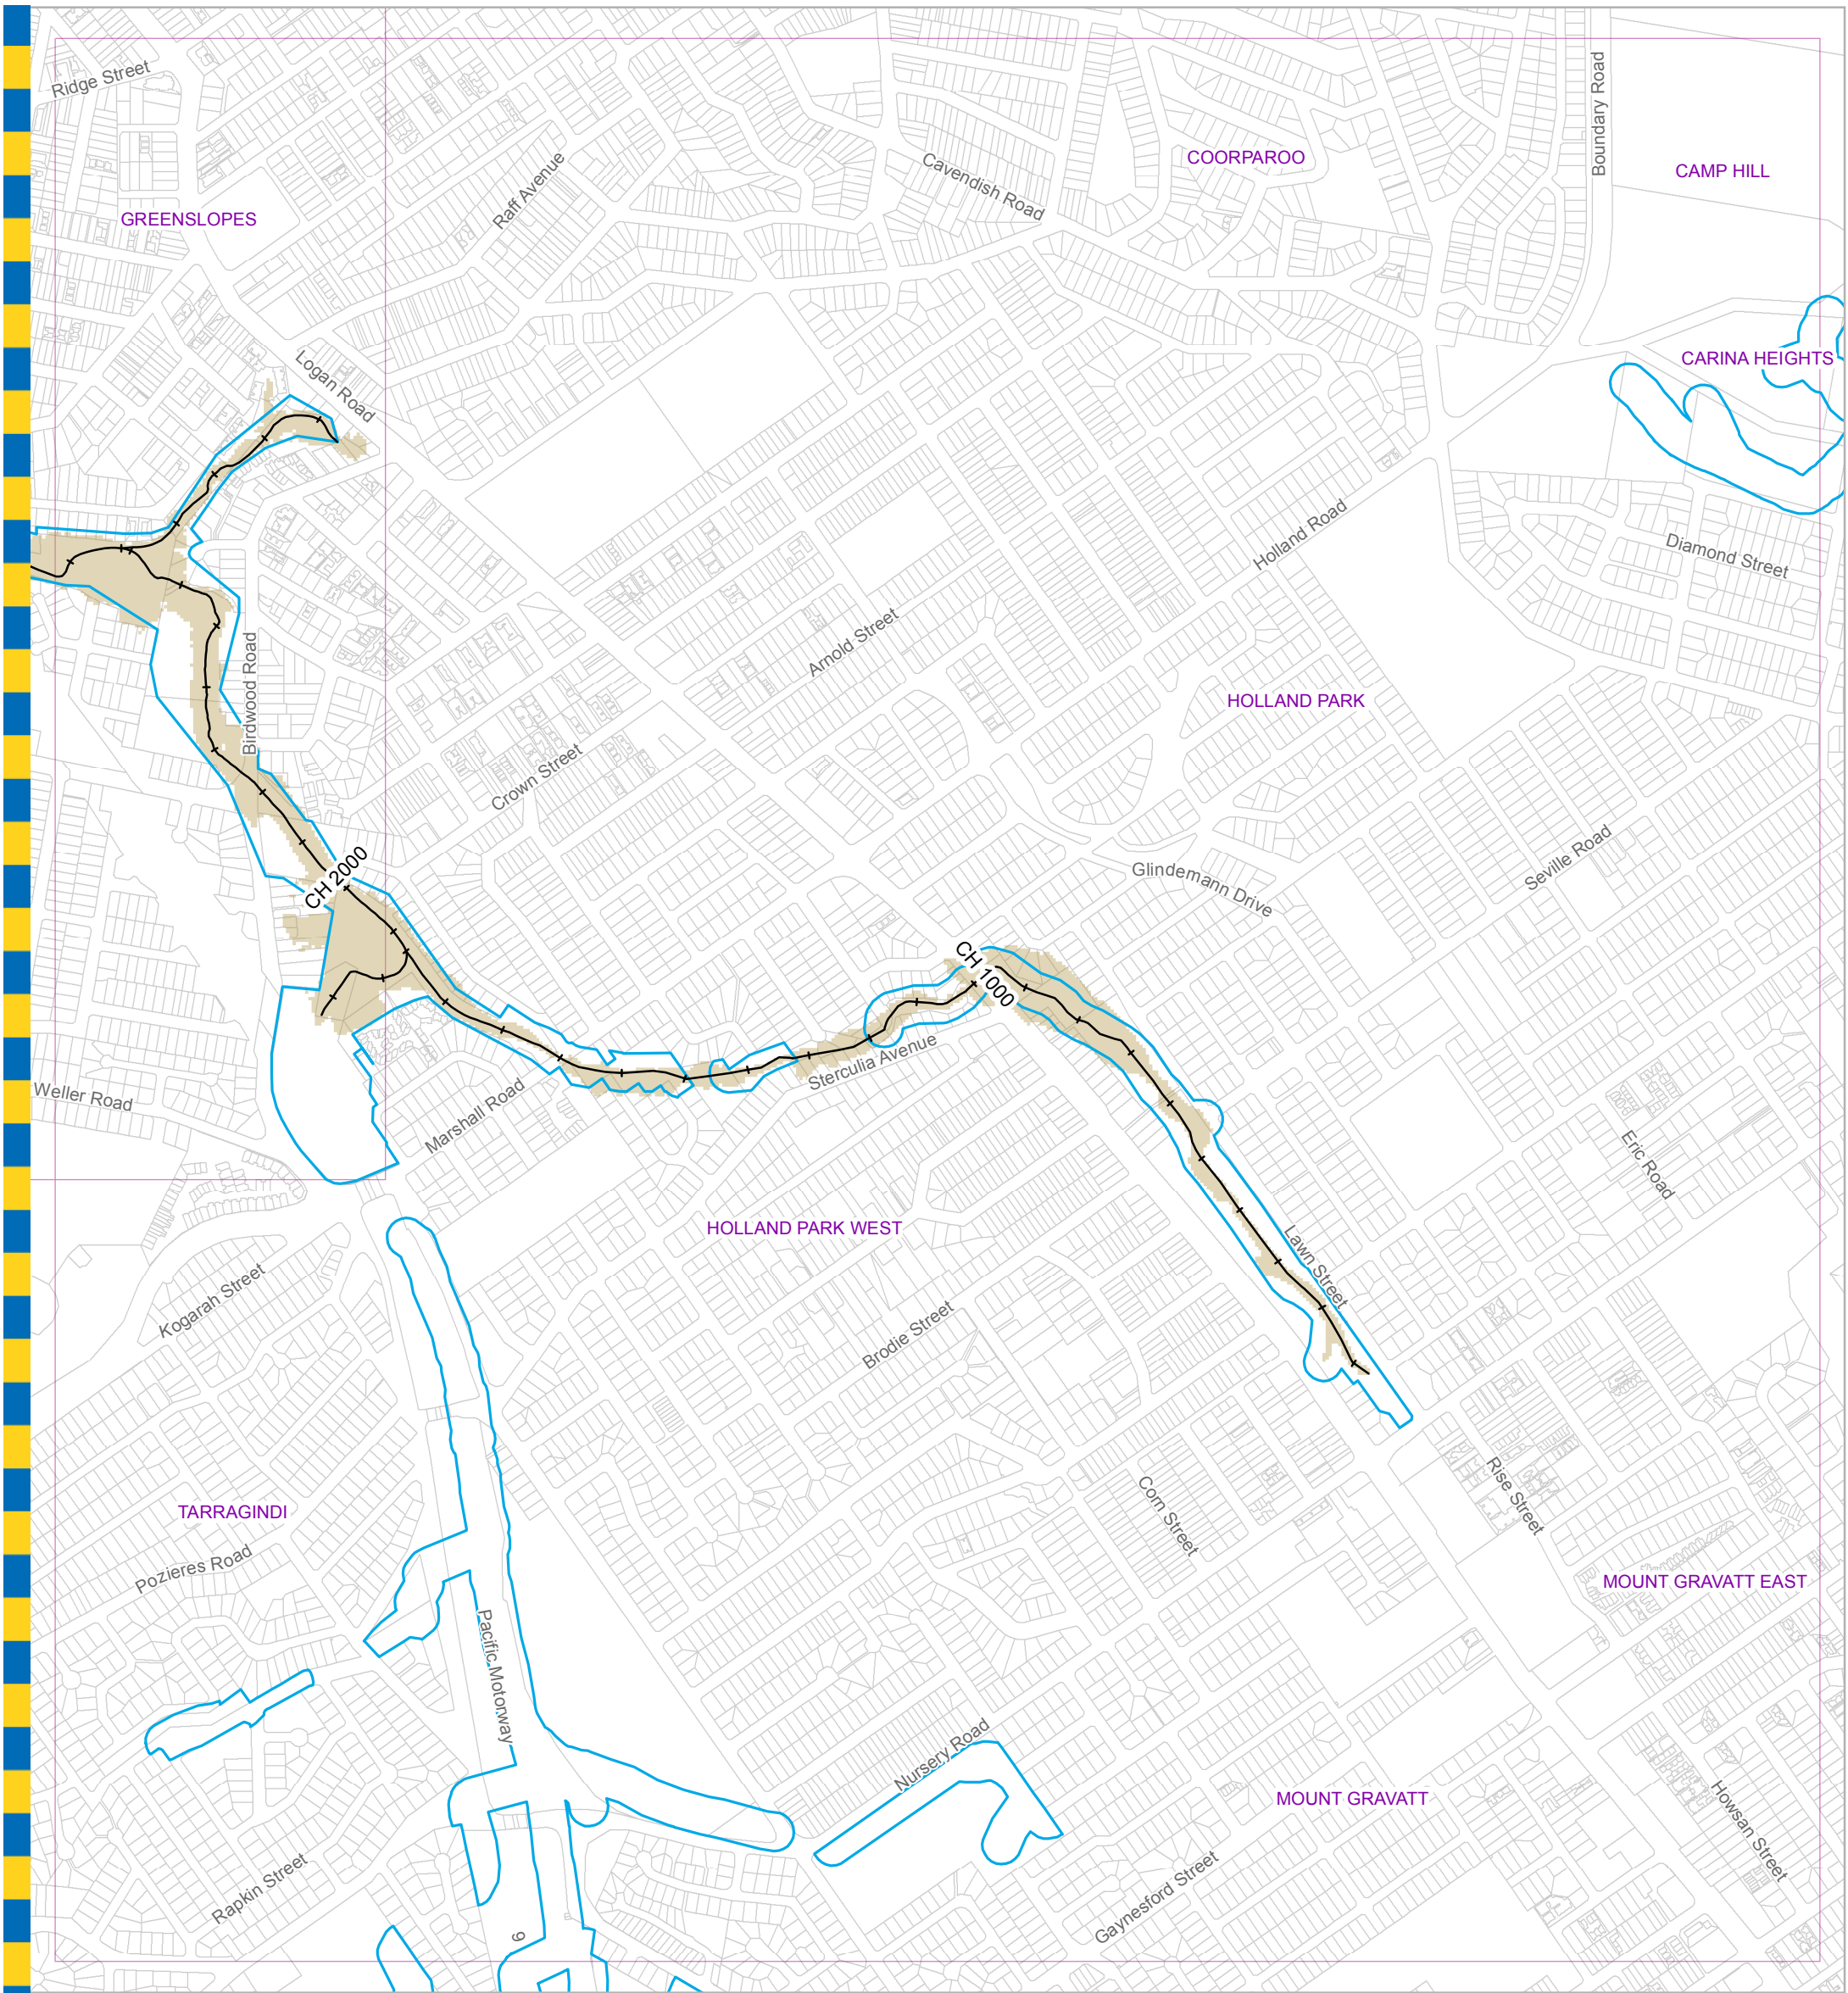 Ridge Street
Boundary Road
COORPAROO
CAMP HILL
Cavendish Road
Raff Avenue
GREENSLOPES
CARINA HEIGHTS
Logan Road
Holland Road
Diamond Street
Arnold Street
Birdwood Road
HOLLAND PARK
Crown Street
Seville Road
CH 2000
Glindemann Drive
CH 1000
Sterculia Avenue
Weller Road
Marshall Road
Eric Road
HOLLAND PARK WEST
Lawn Street
Kogarah Street
Brodie Street
Corn Street
Rise Street
TARRAGINDI
Pozieres Road
MOUNT GRAVATT EAST
Pacific Motorway
Nursery Road
MOUNT GRAVATT
Howsan Street
Rapkin Street
Gaynesford Street
9